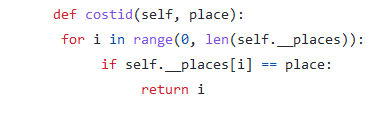 def costid(self, place):
for i in range(0, len(self.__places)):
if self.__places[i] == place:
return i